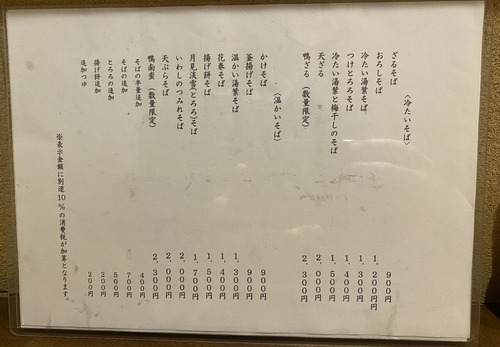 〈冷たいそば〉
ざるそば 900円
おろしそば 1,200円
冷たい湯葉そば 1,300円
つけとろろそば 1,400円
冷たい湯葉と梅干しのそば 1,500円
天ざる 2,000円
鴨ざる（数量限定） 2,300円
〈温かいそば〉
かけそば 900円
釜揚げそば 900円
温かい湯葉そば 1,300円
花巻そば 1,400円
揚げ餅そば 1,500円
月見淡雪(とろろ)そば 1,700円
いわしのつみれそば 2,000円
天ぷらそば 2,000円
鴨南蛮（数量限定） 2,300円
そばの半量追加 400円
そばの追加 700円
とろろの追加 500円
揚げ餅追加 200円
追加つゆ 200円
※表示金額に別途10%の消費税が加算となります。